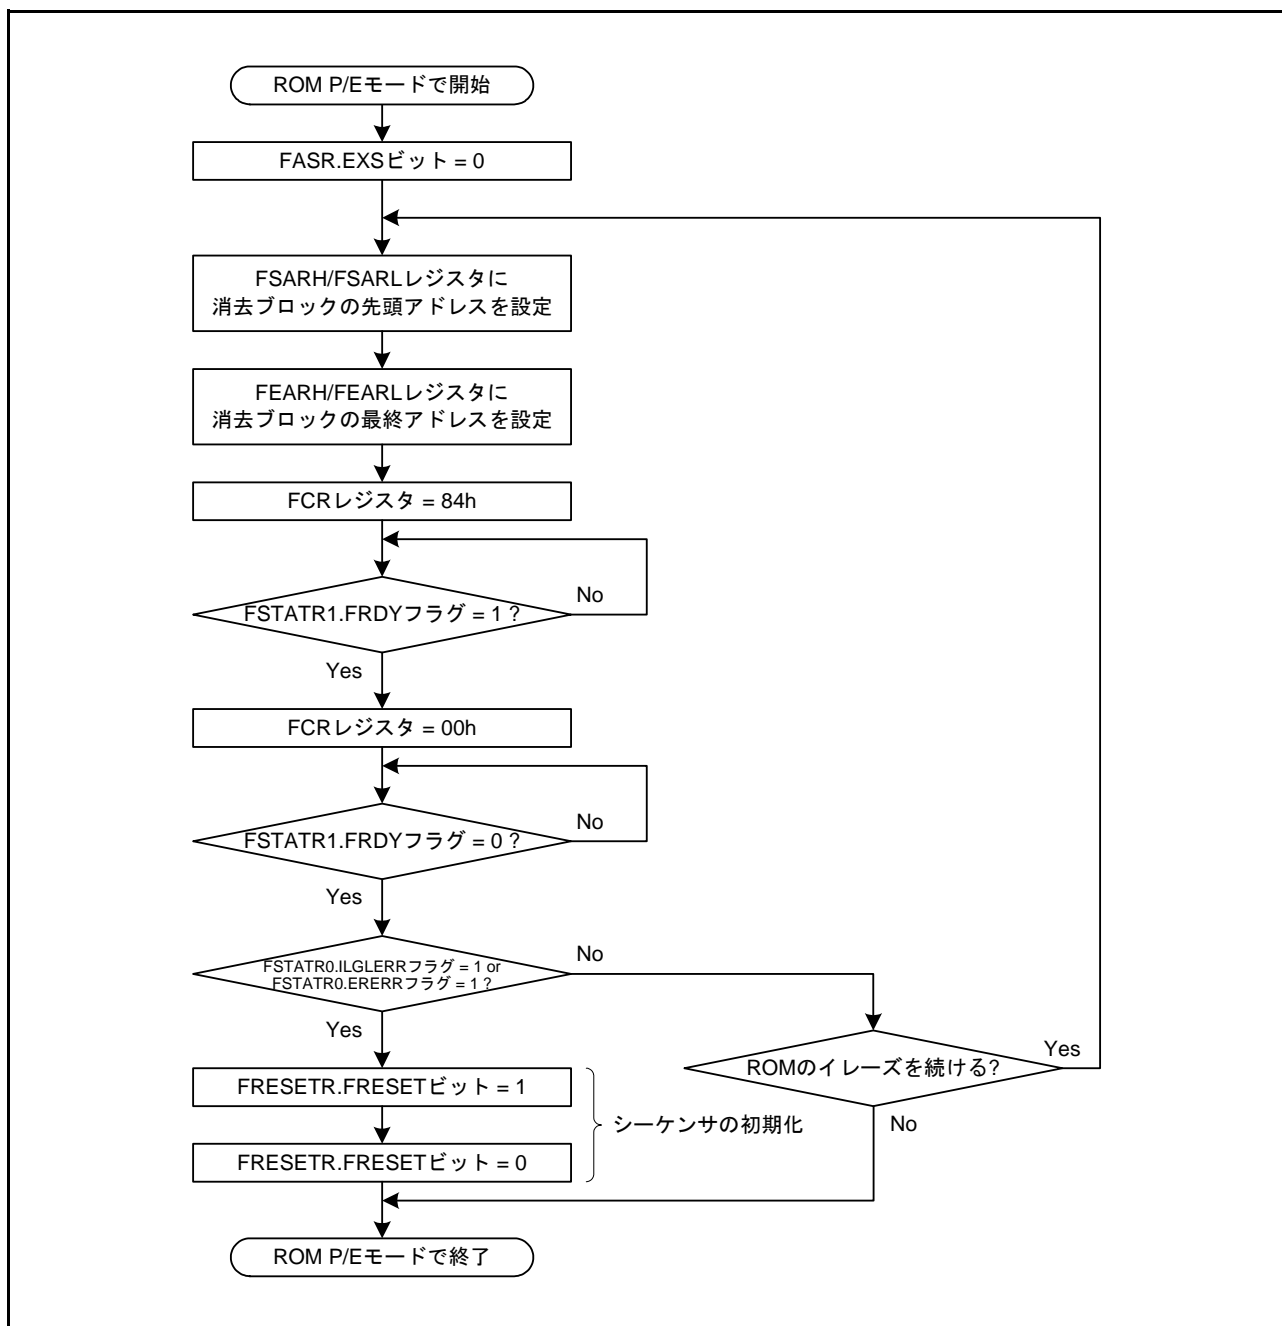 ROM P/Eモードで開始
FASR.EXSビット = 0
FSARH/FSARLレジスタに
消去ブロックの先頭アドレスを設定
FEARH/FEARLレジスタに
消去ブロックの最終アドレスを設定
FCRレジスタ = 84h
FSTATR1.FRDYフラグ = 1 ?
No
Yes
FCRレジスタ = 00h
FSTATR1.FRDYフラグ = 0 ?
No
Yes
FSTATR0.ILGLERRフラグ = 1 or
FSTATR0.ERERRフラグ = 1 ?
No
Yes
ROMのイレーズを続ける?
Yes
No
FRESETR.FRESETビット = 1
シーケンサの初期化
FRESETR.FRESETビット = 0
ROM P/Eモードで終了